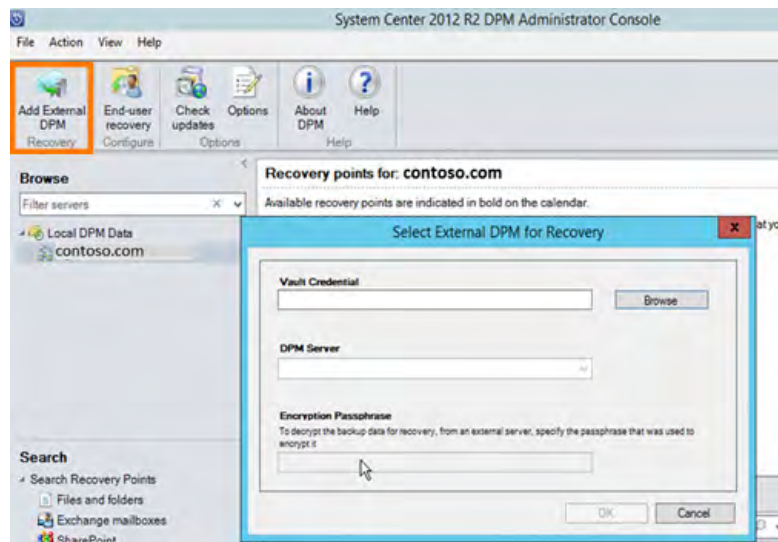 System Center 2012 R2 DPM Administrator Console
File Action View Help
Add External DPM
End-user recovery
Check updates
Options
About DPM
Help
Recovery
Configure
Options
Help
Browse
Filter servers
Local DPM Data
contoso.com
Recovery points for: contoso.com
Available recovery points are indicated in bold on the calendar.
at yo
Select External DPM for Recovery
x
Vault Credential
Browse
DPM Server
Encryption Passphrase
To decrypt the backup data for recovery, from an external server, specify the passphrase that was used to
encrypt it
OK
Cancel
Search
Search Recovery Points
Files and folders
Exchange mailboxes
SharePoint